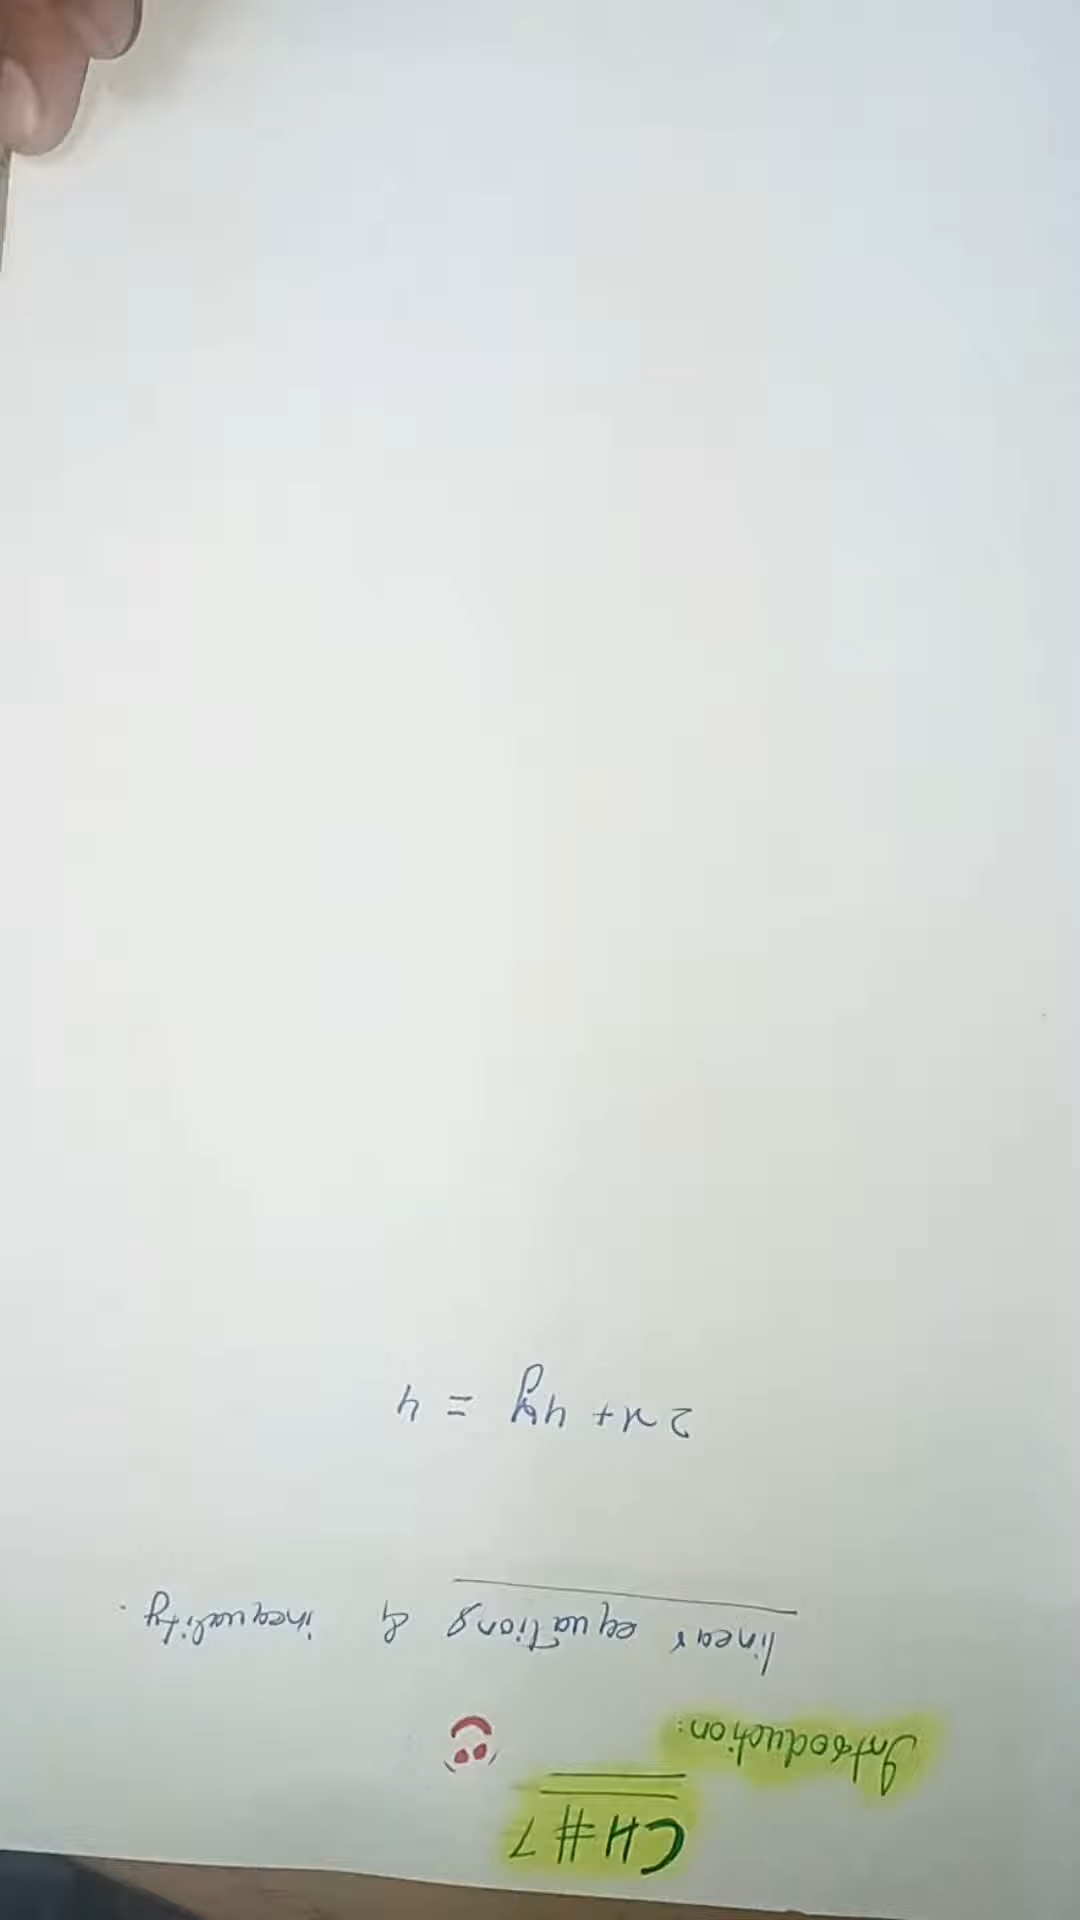 CH#7
Introduction:
linear equations & inequality.
2x + 4y = 4